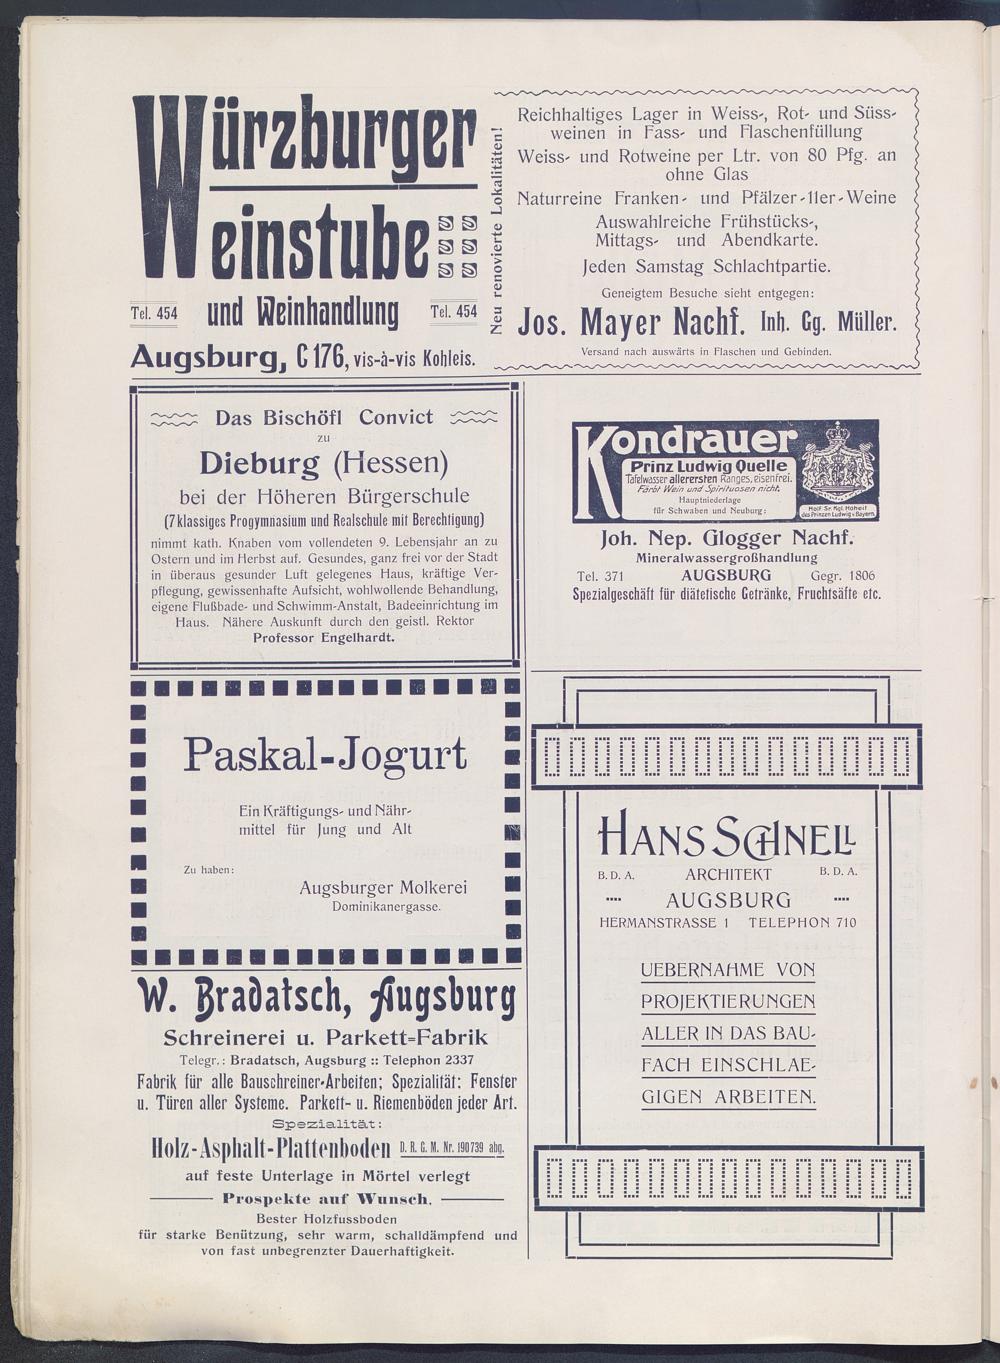 Würzburger
Weinstube
Tel. 454 und Weinhandlung Tel. 454
Augsburg, C 176, vis-à-vis Kohleis.
Neu renovierte Lokalitäten!
Reichhaltiges Lager in Weiss-, Rot- und Süss-
weinen in Fass- und Flaschenfüllung
Weiss- und Rotweine per Ltr. von 80 Pfg. an
ohne Glas
Naturreine Franken- und Pfälzer-11er-Weine
Auswahlreiche Frühstücks-,
Mittags- und Abendkarte.
Jeden Samstag Schlachtpartie.
Geneigtem Besuche sieht entgegen:
Jos. Mayer Nachf. Inh. Gg. Müller.
Versand nach auswärts in Flaschen und Gebinden.
Das Bischöfl Convict
zu
Dieburg (Hessen)
bei der Höheren Bürgerschule
(7klassiges Progymnasium und Realschule mit Berechtigung)
nimmt kath. Knaben vom vollendeten 9. Lebensjahr an zu
Ostern und im Herbst auf. Gesundes, ganz frei vor der Stadt
in überaus gesunder Luft gelegenes Haus, kräftige Ver-
pflegung, gewissenhafte Aufsicht, wohlwollende Behandlung,
eigene Flußbade- und Schwimm-Anstalt, Badeeinrichtung im
Haus. Nähere Auskunft durch den geistl. Rektor
Professor Engelhardt.
Kondrauer
Prinz Ludwig Quelle
Tafelwasser allerersten Ranges, eisenfrei.
Färbt Wein und Spirituosen nicht.
Hauptniederlage
für Schwaben und Neuburg:
Hofl. Sr. Kgl. Hoheit
des Prinzen Ludwig v. Bayern.
Joh. Nep. Glogger Nachf.
Mineralwassergroßhandlung
Tel. 371 AUGSBURG Gegr. 1806
Spezialgeschäft für diätetische Getränke, Fruchtsäfte etc.
Paskal-Jogurt
Ein Kräftigungs- und Nähr-
mittel für Jung und Alt
Zu haben:
Augsburger Molkerei
Dominikanergasse.
W. Bradatsch, Augsburg
Schreinerei u. Parkett=Fabrik
Telegr.: Bradatsch, Augsburg :: Telephon 2337
Fabrik für alle Bauschreiner-Arbeiten; Spezialität: Fenster
u. Türen aller Systeme. Parkett- u. Riemenböden jeder Art.
Spezialität:
Holz-Asphalt-Plattenboden D. R. G. M. Nr. 190739 abg.
auf feste Unterlage in Mörtel verlegt
Prospekte auf Wunsch.
Bester Holzfussboden
für starke Benützung, sehr warm, schalldämpfend und
von fast unbegrenzter Dauerhaftigkeit.
HANS SCHNELL
B. D. A. ARCHITEKT B. D. A.
AUGSBURG
HERMANSTRASSE 1 TELEPHON 710
UEBERNAHME VON
PROJEKTIERUNGEN
ALLER IN DAS BAU-
FACH EINSCHLAE-
GIGEN ARBEITEN.